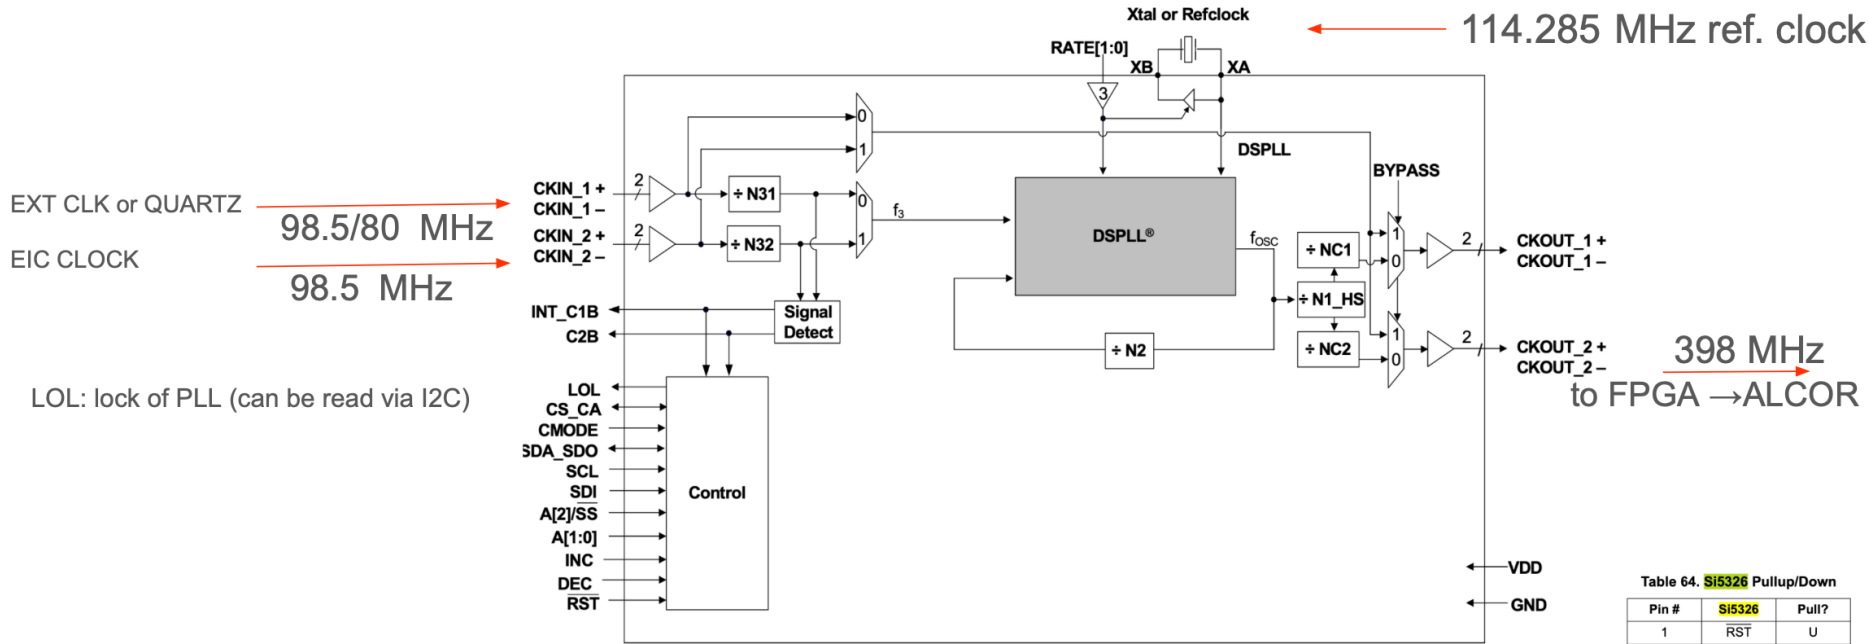 Xtal or Refclock
114.285 MHz ref. clock
RATE[1:0]
XB
XA
3
0
1
DSPLL
BYPASS
EXT CLK or QUARTZ
98.5/80 MHz
CKIN_1 +
CKIN_1 –
2
÷ N31
0
f3
EIC CLOCK
98.5 MHz
CKIN_2 +
CKIN_2 –
2
÷ N32
1
DSPLL®
fOSC
÷ NC1
1
0
2
CKOUT_1 +
CKOUT_1 –
÷ N1_HS
INT_C1B
C2B
Signal
Detect
÷ N2
÷ NC2
1
0
2
CKOUT_2 +
CKOUT_2 –
398 MHz
to FPGA →ALCOR
LOL: lock of PLL (can be read via I2C)
LOL
CS_CA
CMODE
SDA_SDO
SCL
SDI
A[2]/SS
A[1:0]
INC
DEC
RST
Control
VDD
GND
Table 64. Si5326 Pullup/Down
Pin # Si5326 Pull?
1 RST U